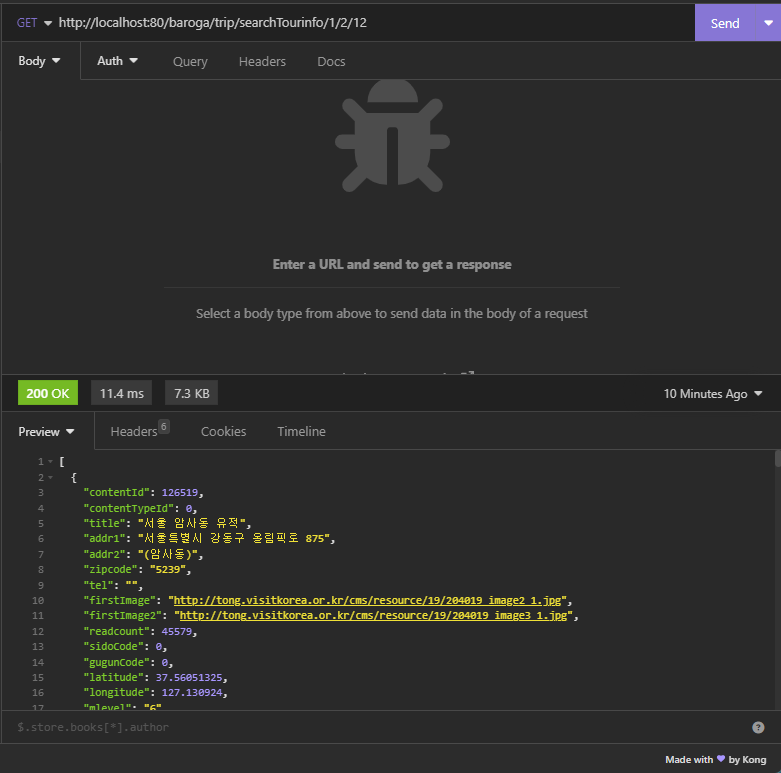 GET http://localhost:80/baroga/trip/searchTourinfo/1/2/12 Send
Body Auth Query Headers Docs
Enter a URL and send to get a response
Select a body type from above to send data in the body of a request
200 OK 11.4 ms 7.3 KB 10 Minutes Ago
Preview Headers 6 Cookies Timeline
1 [
2 {
3 "contentId": 126519,
4 "contentTypeId": 0,
5 "title": "서울 암사동 유적",
6 "addr1": "서울특별시 강동구 올림픽로 875",
7 "addr2": "(암사동)",
8 "zipcode": "5239",
9 "tel": "",
10 "firstImage": "http://tong.visitkorea.or.kr/cms/resource/19/204019_image2_1.jpg",
11 "firstImage2": "http://tong.visitkorea.or.kr/cms/resource/19/204019_image3_1.jpg",
12 "readcount": 45579,
13 "sidoCode": 0,
14 "gugunCode": 0,
15 "latitude": 37.56051325,
16 "longitude": 127.130924,
17 "mlevel": "6"
$.store.books[*].author ?
Made with by Kong